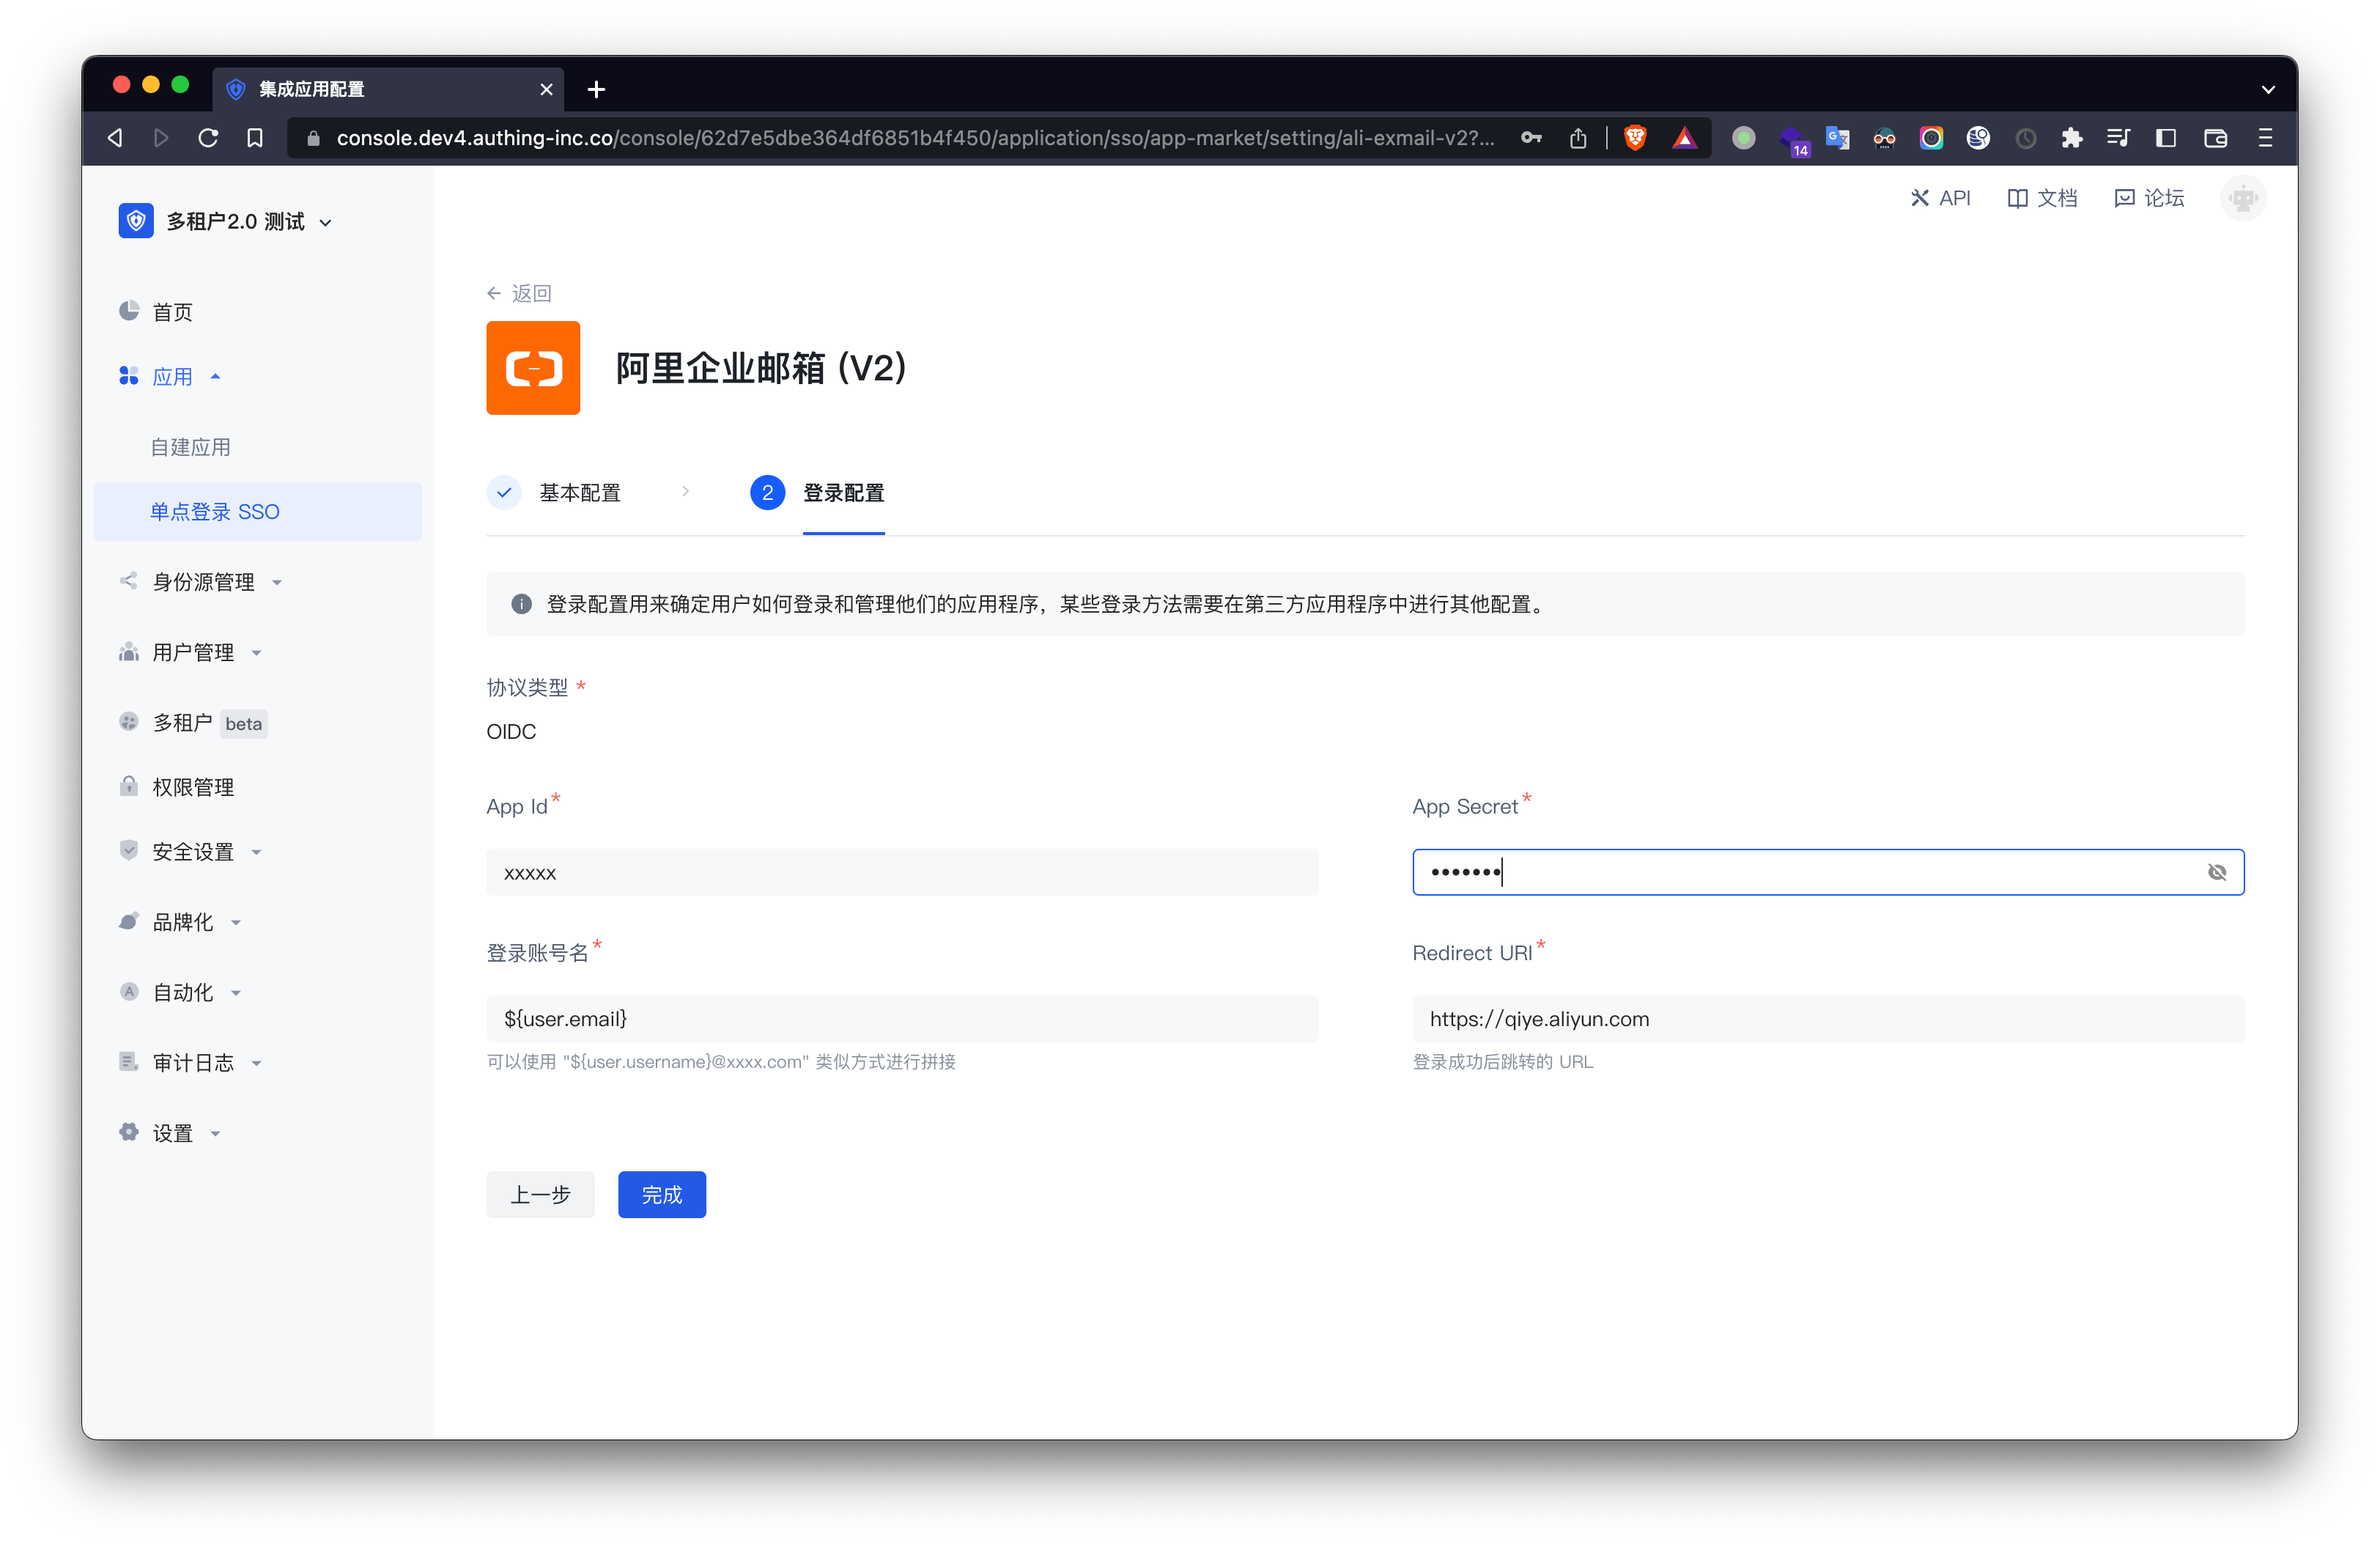 集成应用配置
console.dev4.authing-inc.co/console/62d7e5dbe364df6851b4f450/application/sso/app-market/setting/ali-exmail-v2?...
14
多租户2.0 测试
API
文档
论坛
首页
应用
自建应用
单点登录 SSO
身份源管理
用户管理
多租户 beta
权限管理
安全设置
品牌化
自动化
审计日志
设置
返回
阿里企业邮箱 (V2)
基本配置
2 登录配置
登录配置用来确定用户如何登录和管理他们的应用程序，某些登录方法需要在第三方应用程序中进行其他配置。
协议类型 *
OIDC
App Id *
App Secret *
xxxxx
•••••••
登录账号名 *
Redirect URI *
${user.email}
https://qiye.aliyun.com
可以使用 "${user.username}@xxxx.com" 类似方式进行拼接
登录成功后跳转的 URL
上一步
完成